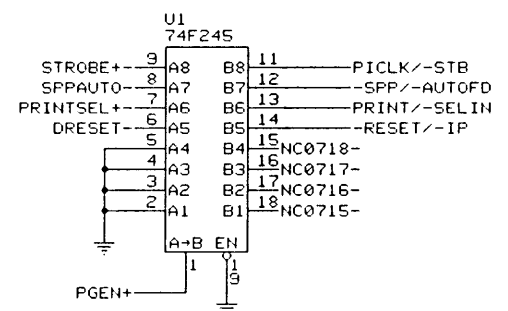 U1
74F245
STROBE+ 9 A8 B8 11 PICLK/-STB
SPPAUTO- 8 A7 B7 12 -SPP/-AUTOFD
PRINTSEL+ 7 A6 B6 13 PRINT/-SELIN
DRESET- 6 A5 B5 14 -RESET/-IP
5 A4 B4 15 NC0718-
4 A3 B3 16 NC0717-
3 A2 B2 17 NC0716-
2 A1 B1 18 NC0715-
A→B EN
1 1
9
PGEN+